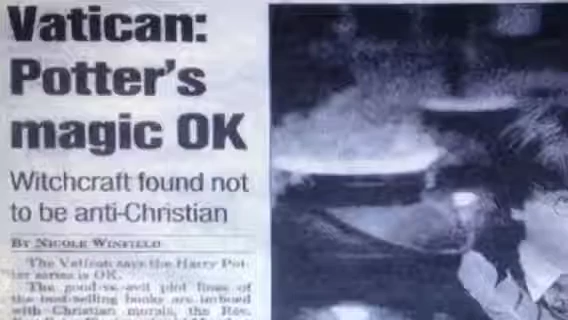 Vatican:
Potter's
magic OK
Witchcraft found not
to be anti-Christian
BY NICOLE WINFIELD
The Vatican says the Harry Pot-
ter series is OK.
The good-vs-evil plot lines of
the best-selling books are imbued
with Christian morals, the Rev.